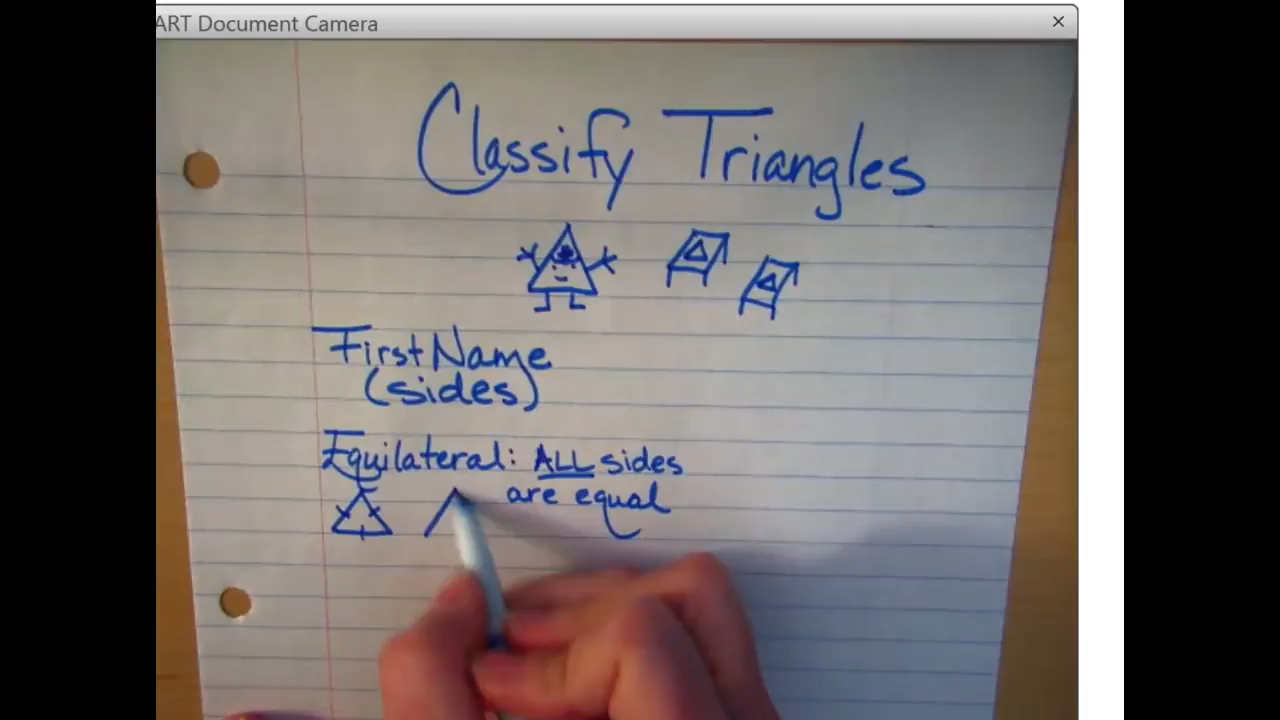 ART Document Camera
Classify Triangles
First Name
(sides)
Equilateral: ALL sides
are equal